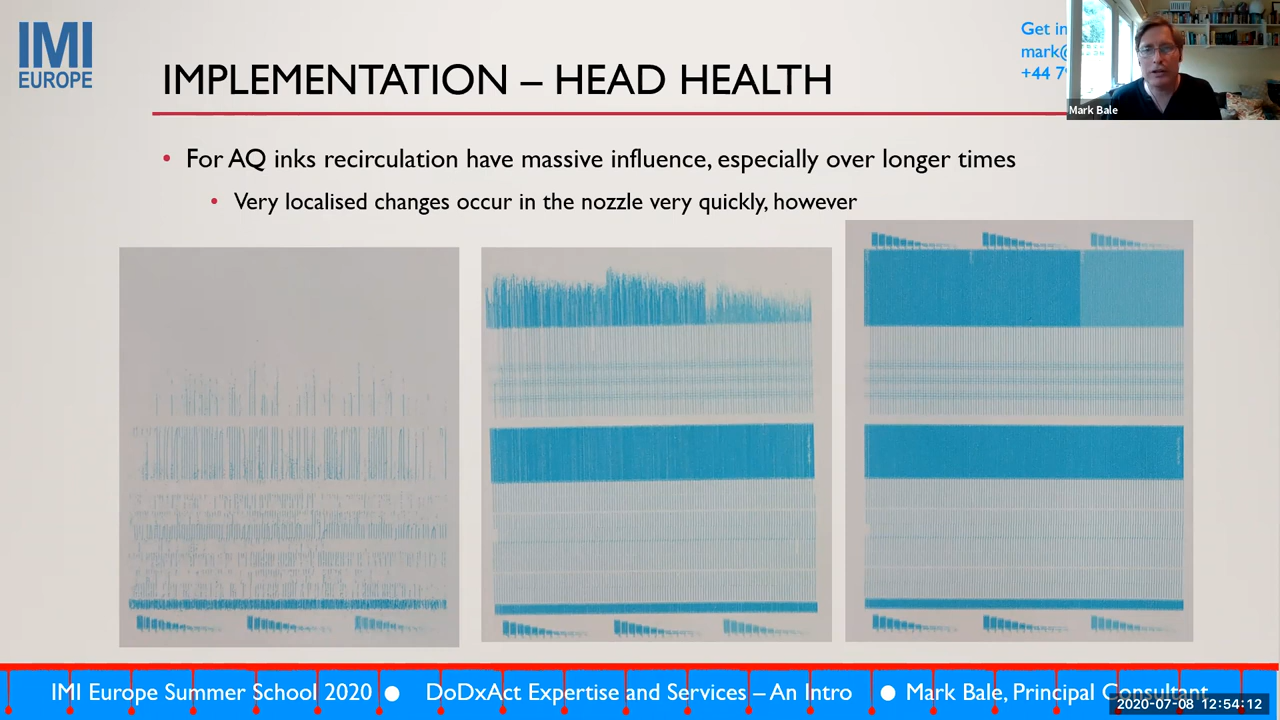 IMI
EUROPE
IMPLEMENTATION – HEAD HEALTH
Get in
mark@
+44 7
Mark Bale
• For AQ inks recirculation have massive influence, especially over longer times
• Very localised changes occur in the nozzle very quickly, however
IMI Europe Summer School 2020 ● DoDxAct Expertise and Services – An Intro ● Mark Bale, Principal Consultant
2020-07-08 12:54:12